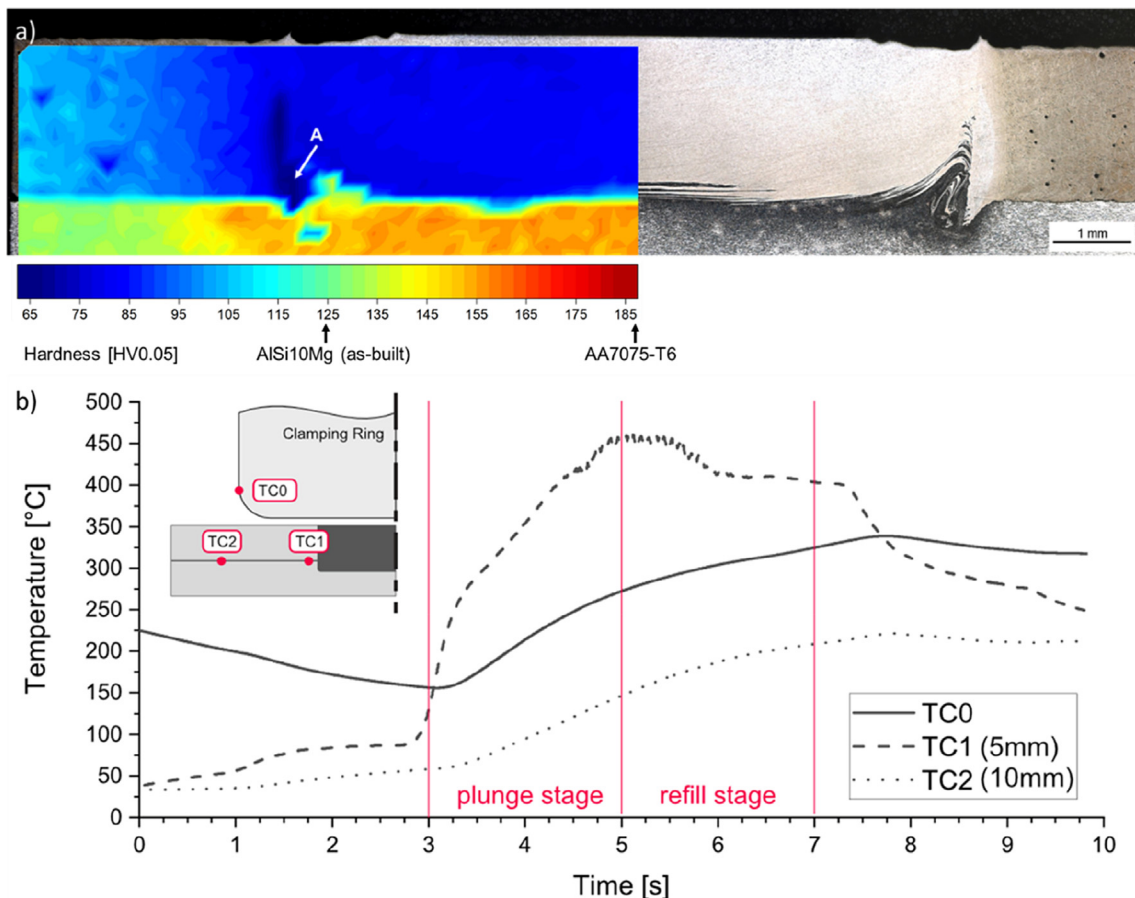 a)
A
1 mm
65 75 85 95 105 115 125 135 145 155 165 175 185
Hardness [HV0.05] AlSi10Mg (as-built) AA7075-T6
b)
500
450
400
350
300
250
200
150
100
50
0
Temperature [°C]
Clamping Ring
TC0
TC2 TC1
plunge stage refill stage
TC0
TC1 (5mm)
TC2 (10mm)
0 1 2 3 4 5 6 7 8 9 10
Time [s]